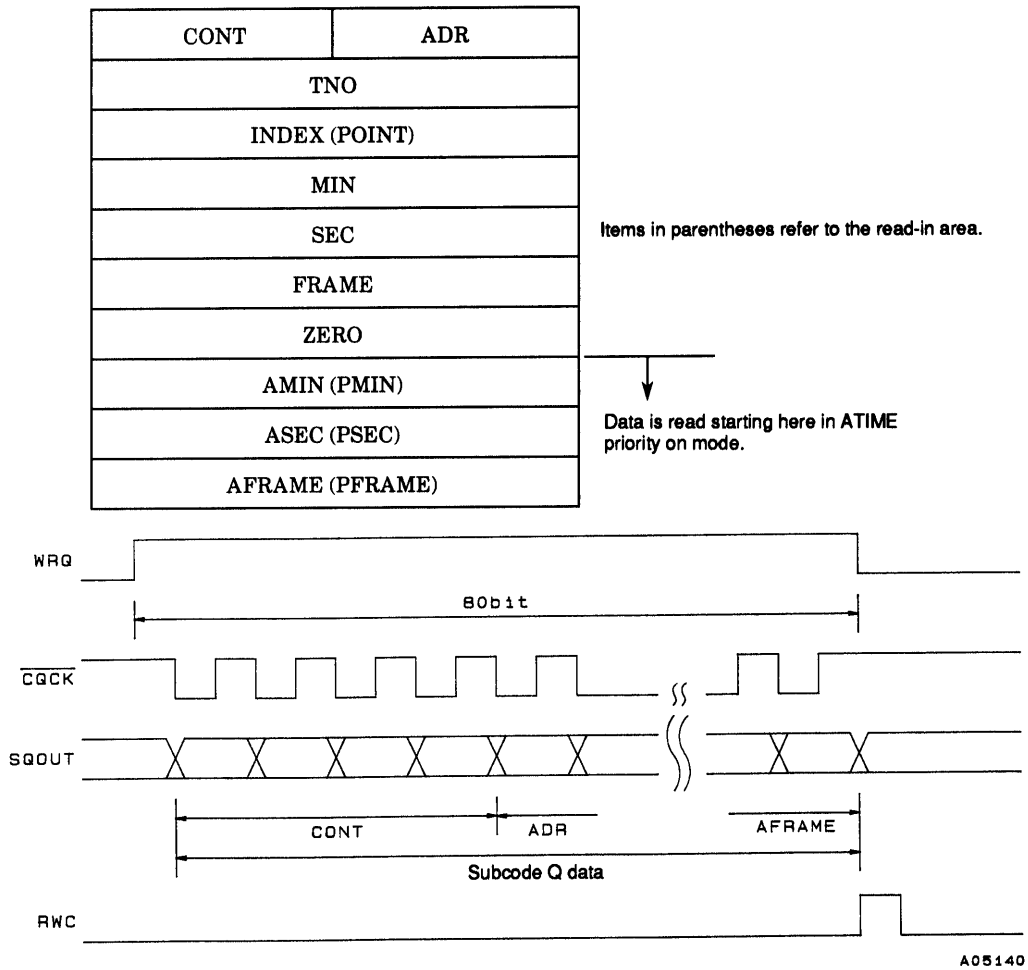 CONT ADR
TNO
INDEX (POINT)
MIN
SEC
Items in parentheses refer to the read-in area.
FRAME
ZERO
AMIN (PMIN)
Data is read starting here in ATIME
priority on mode.
ASEC (PSEC)
AFRAME (PFRAME)
WRQ
80bit
CQCK
SQOUT
CONT ADR AFRAME
Subcode Q data
RWC
A05140